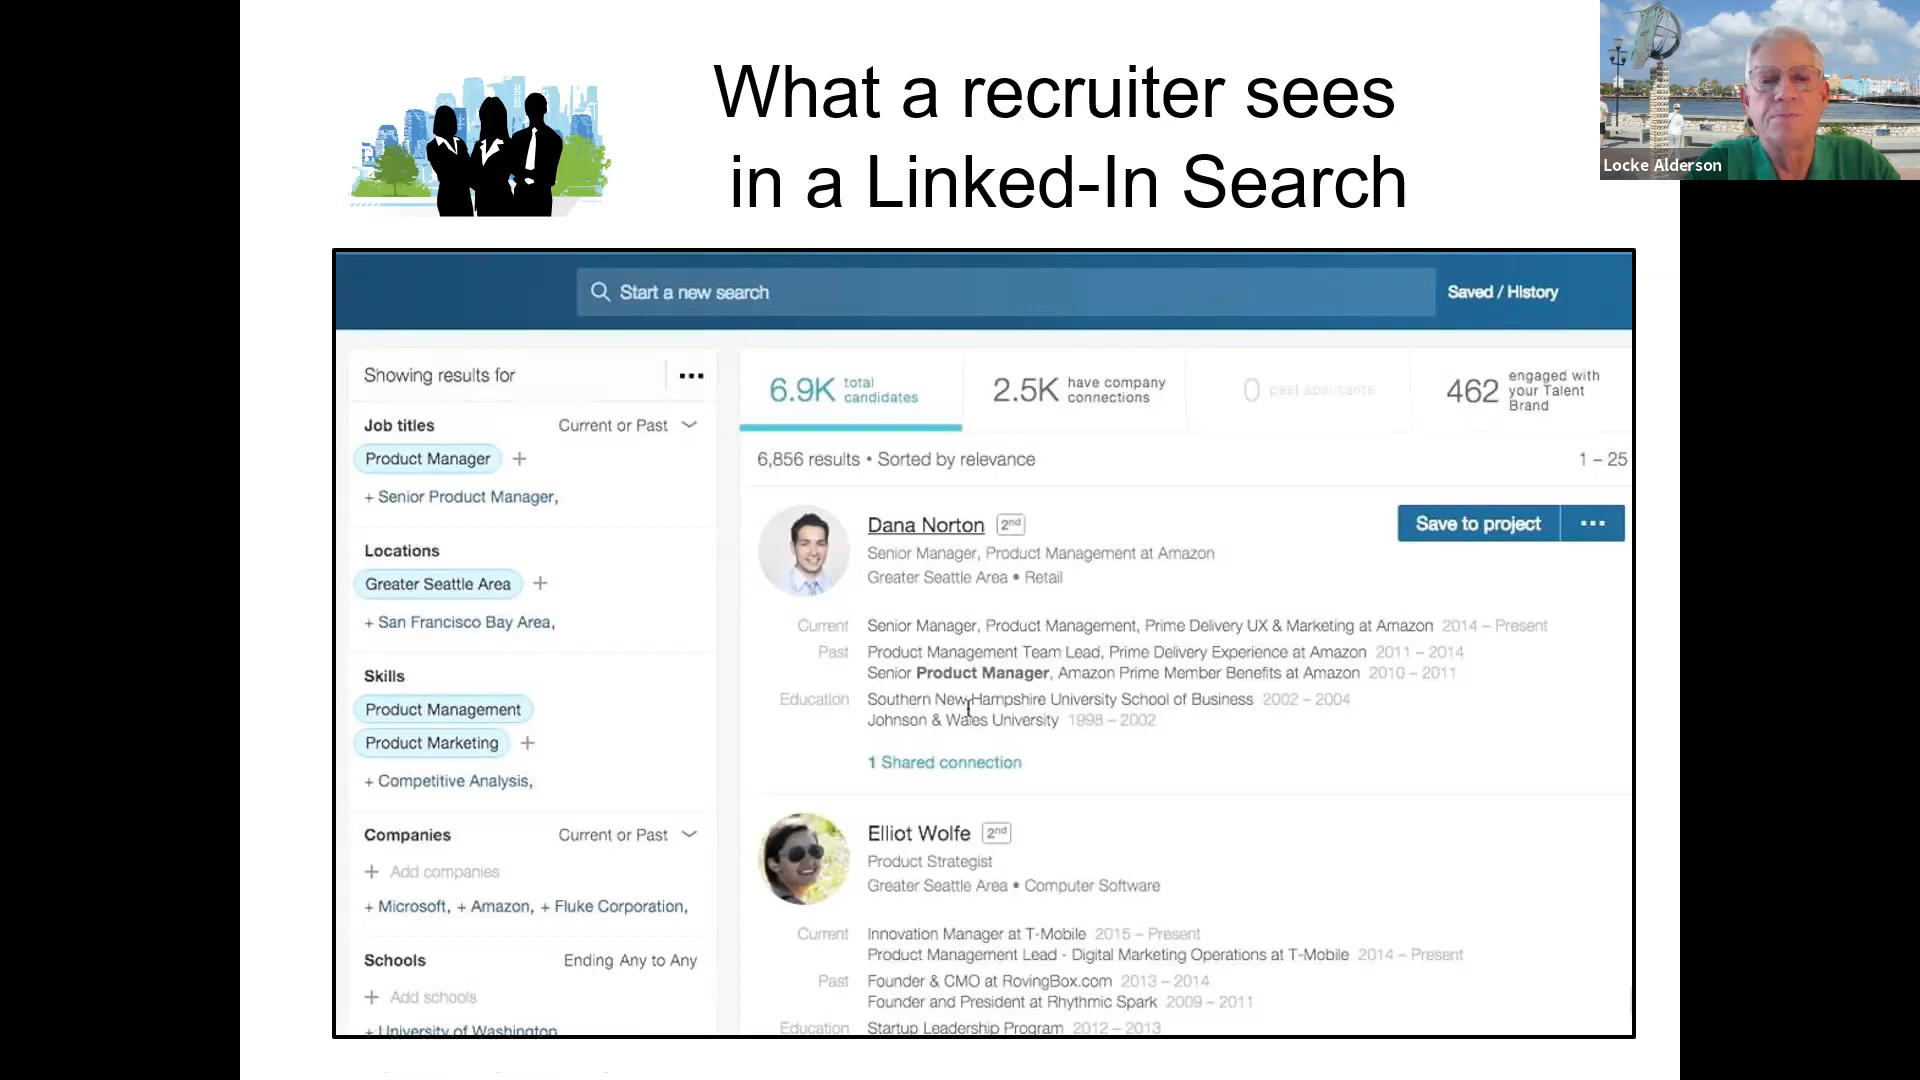 What a recruiter sees
in a Linked-In Search
Locke Alderson
Start a new search
Saved / History
Showing results for
Job titles
Current or Past
Product Manager +
+ Senior Product Manager,
Locations
Greater Seattle Area +
+ San Francisco Bay Area,
Skills
Product Management
Product Marketing +
+ Competitive Analysis,
Companies
Current or Past
+ Add companies
+ Microsoft, + Amazon, + Fluke Corporation,
Schools
Ending Any to Any
+ Add schools
+ University of Washington
6.9K total candidates
2.5K have company connections
0 past applicants
462 engaged with your Talent Brand
6,856 results • Sorted by relevance
1 – 25
Dana Norton 2nd
Save to project
Senior Manager, Product Management at Amazon
Greater Seattle Area • Retail
Current Senior Manager, Product Management, Prime Delivery UX & Marketing at Amazon 2014 – Present
Past Product Management Team Lead, Prime Delivery Experience at Amazon 2011 – 2014
Senior Product Manager, Amazon Prime Member Benefits at Amazon 2010 – 2011
Education Southern New Hampshire University School of Business 2002 – 2004
Johnson & Wales University 1998 – 2002
1 Shared connection
Elliot Wolfe 2nd
Product Strategist
Greater Seattle Area • Computer Software
Current Innovation Manager at T-Mobile 2015 – Present
Product Management Lead - Digital Marketing Operations at T-Mobile 2014 – Present
Past Founder & CMO at RovingBox.com 2013 – 2014
Founder and President at Rhythmic Spark 2009 – 2011
Education Startup Leadership Program 2012 – 2013